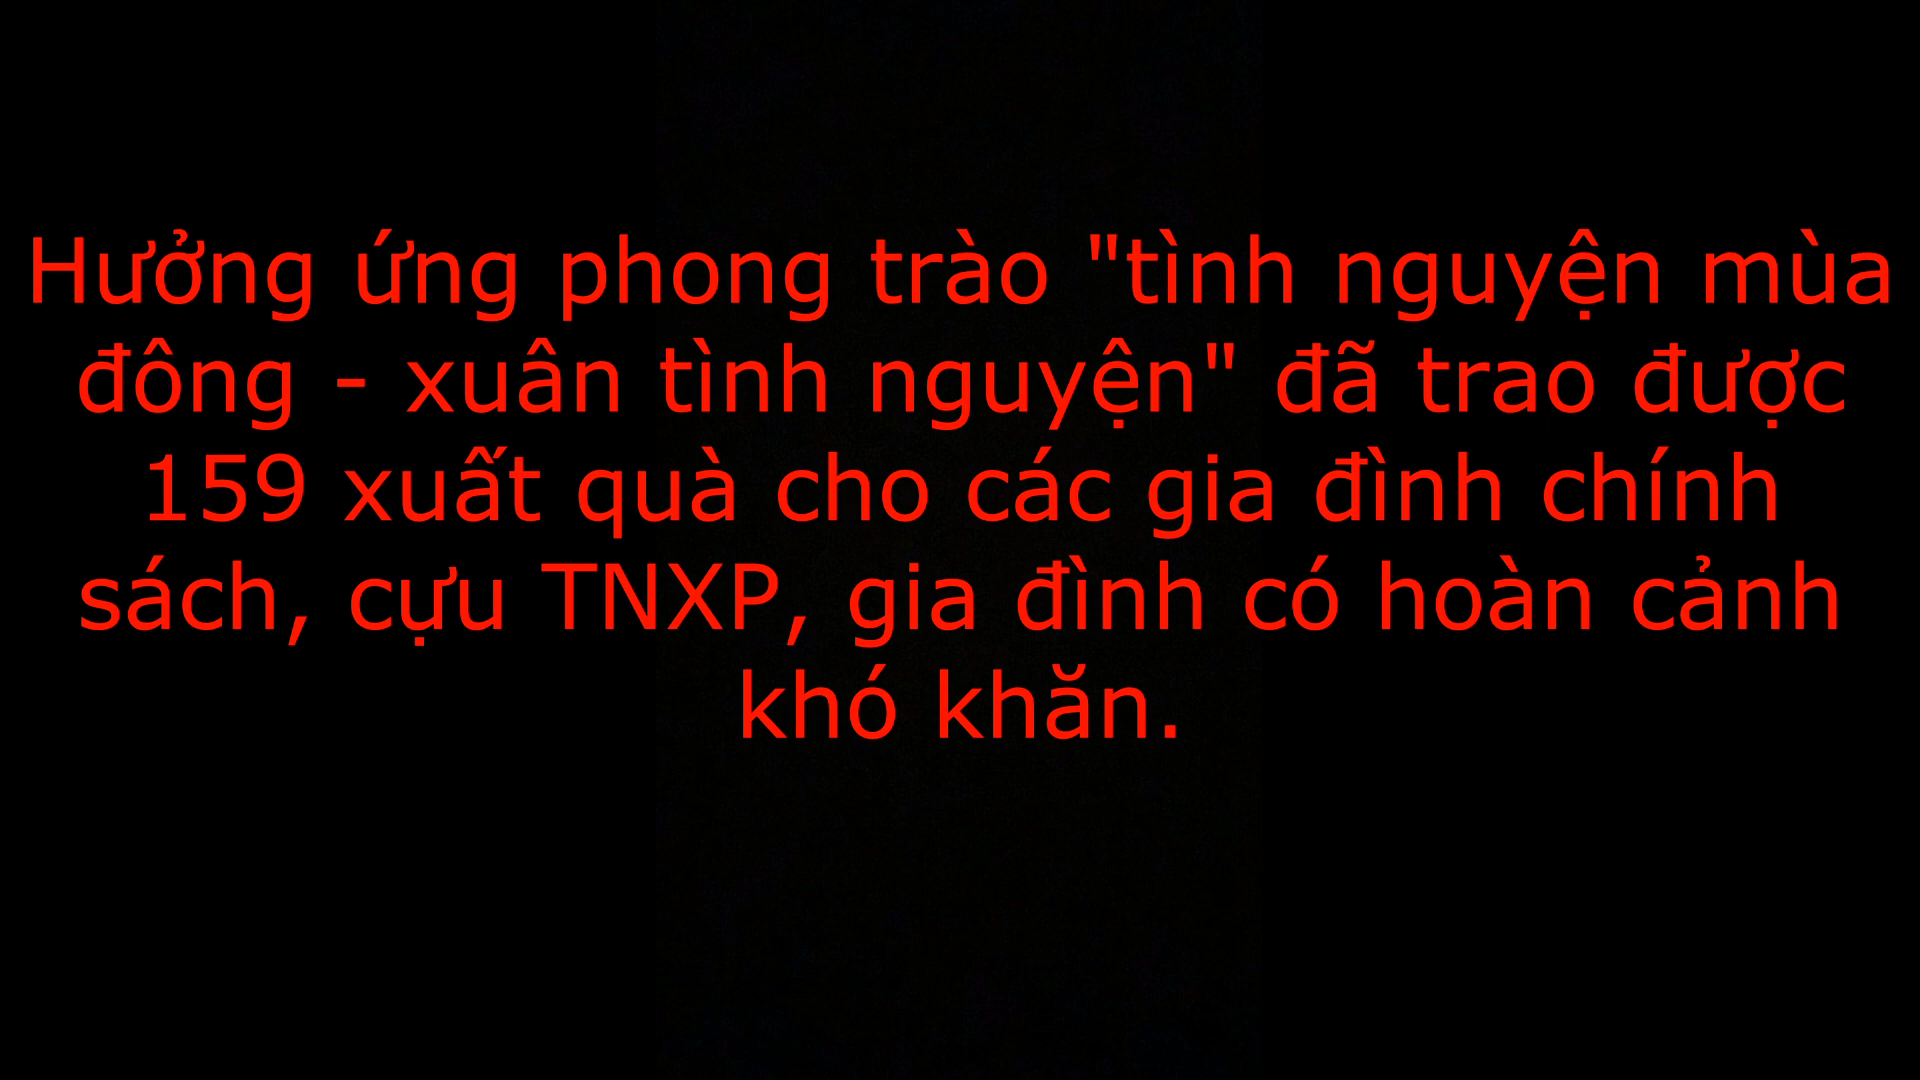 Hưởng ứng phong trào "tình nguyện mùa
đông - xuân tình nguyện" đã trao được
159 xuất quà cho các gia đình chính
sách, cựu TNXP, gia đình có hoàn cảnh
khó khăn.